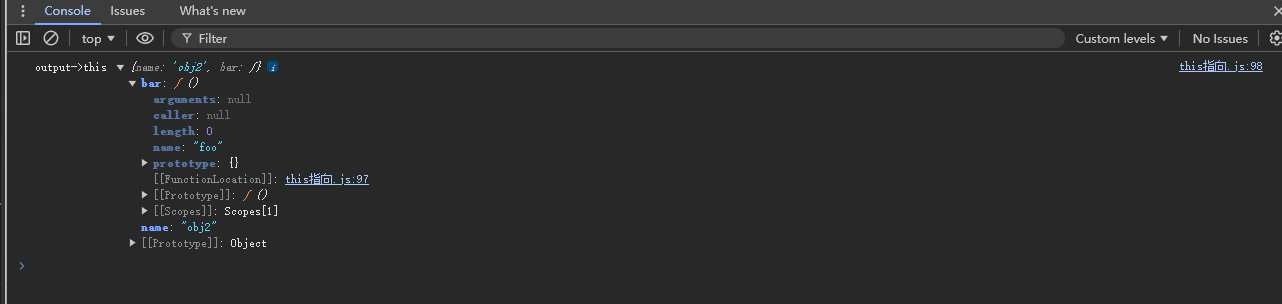 Console Issues What's new
top ▼ Filter Custom levels ▼ No Issues
output->this ▼ {name: 'obj2', bar: ƒ} i this指向.js:98
▼ bar: ƒ ()
arguments: null
caller: null
length: 0
name: "foo"
▶ prototype: {}
[[FunctionLocation]]: this指向.js:97
▶ [[Prototype]]: ƒ ()
▶ [[Scopes]]: Scopes[1]
name: "obj2"
▶ [[Prototype]]: Object
>